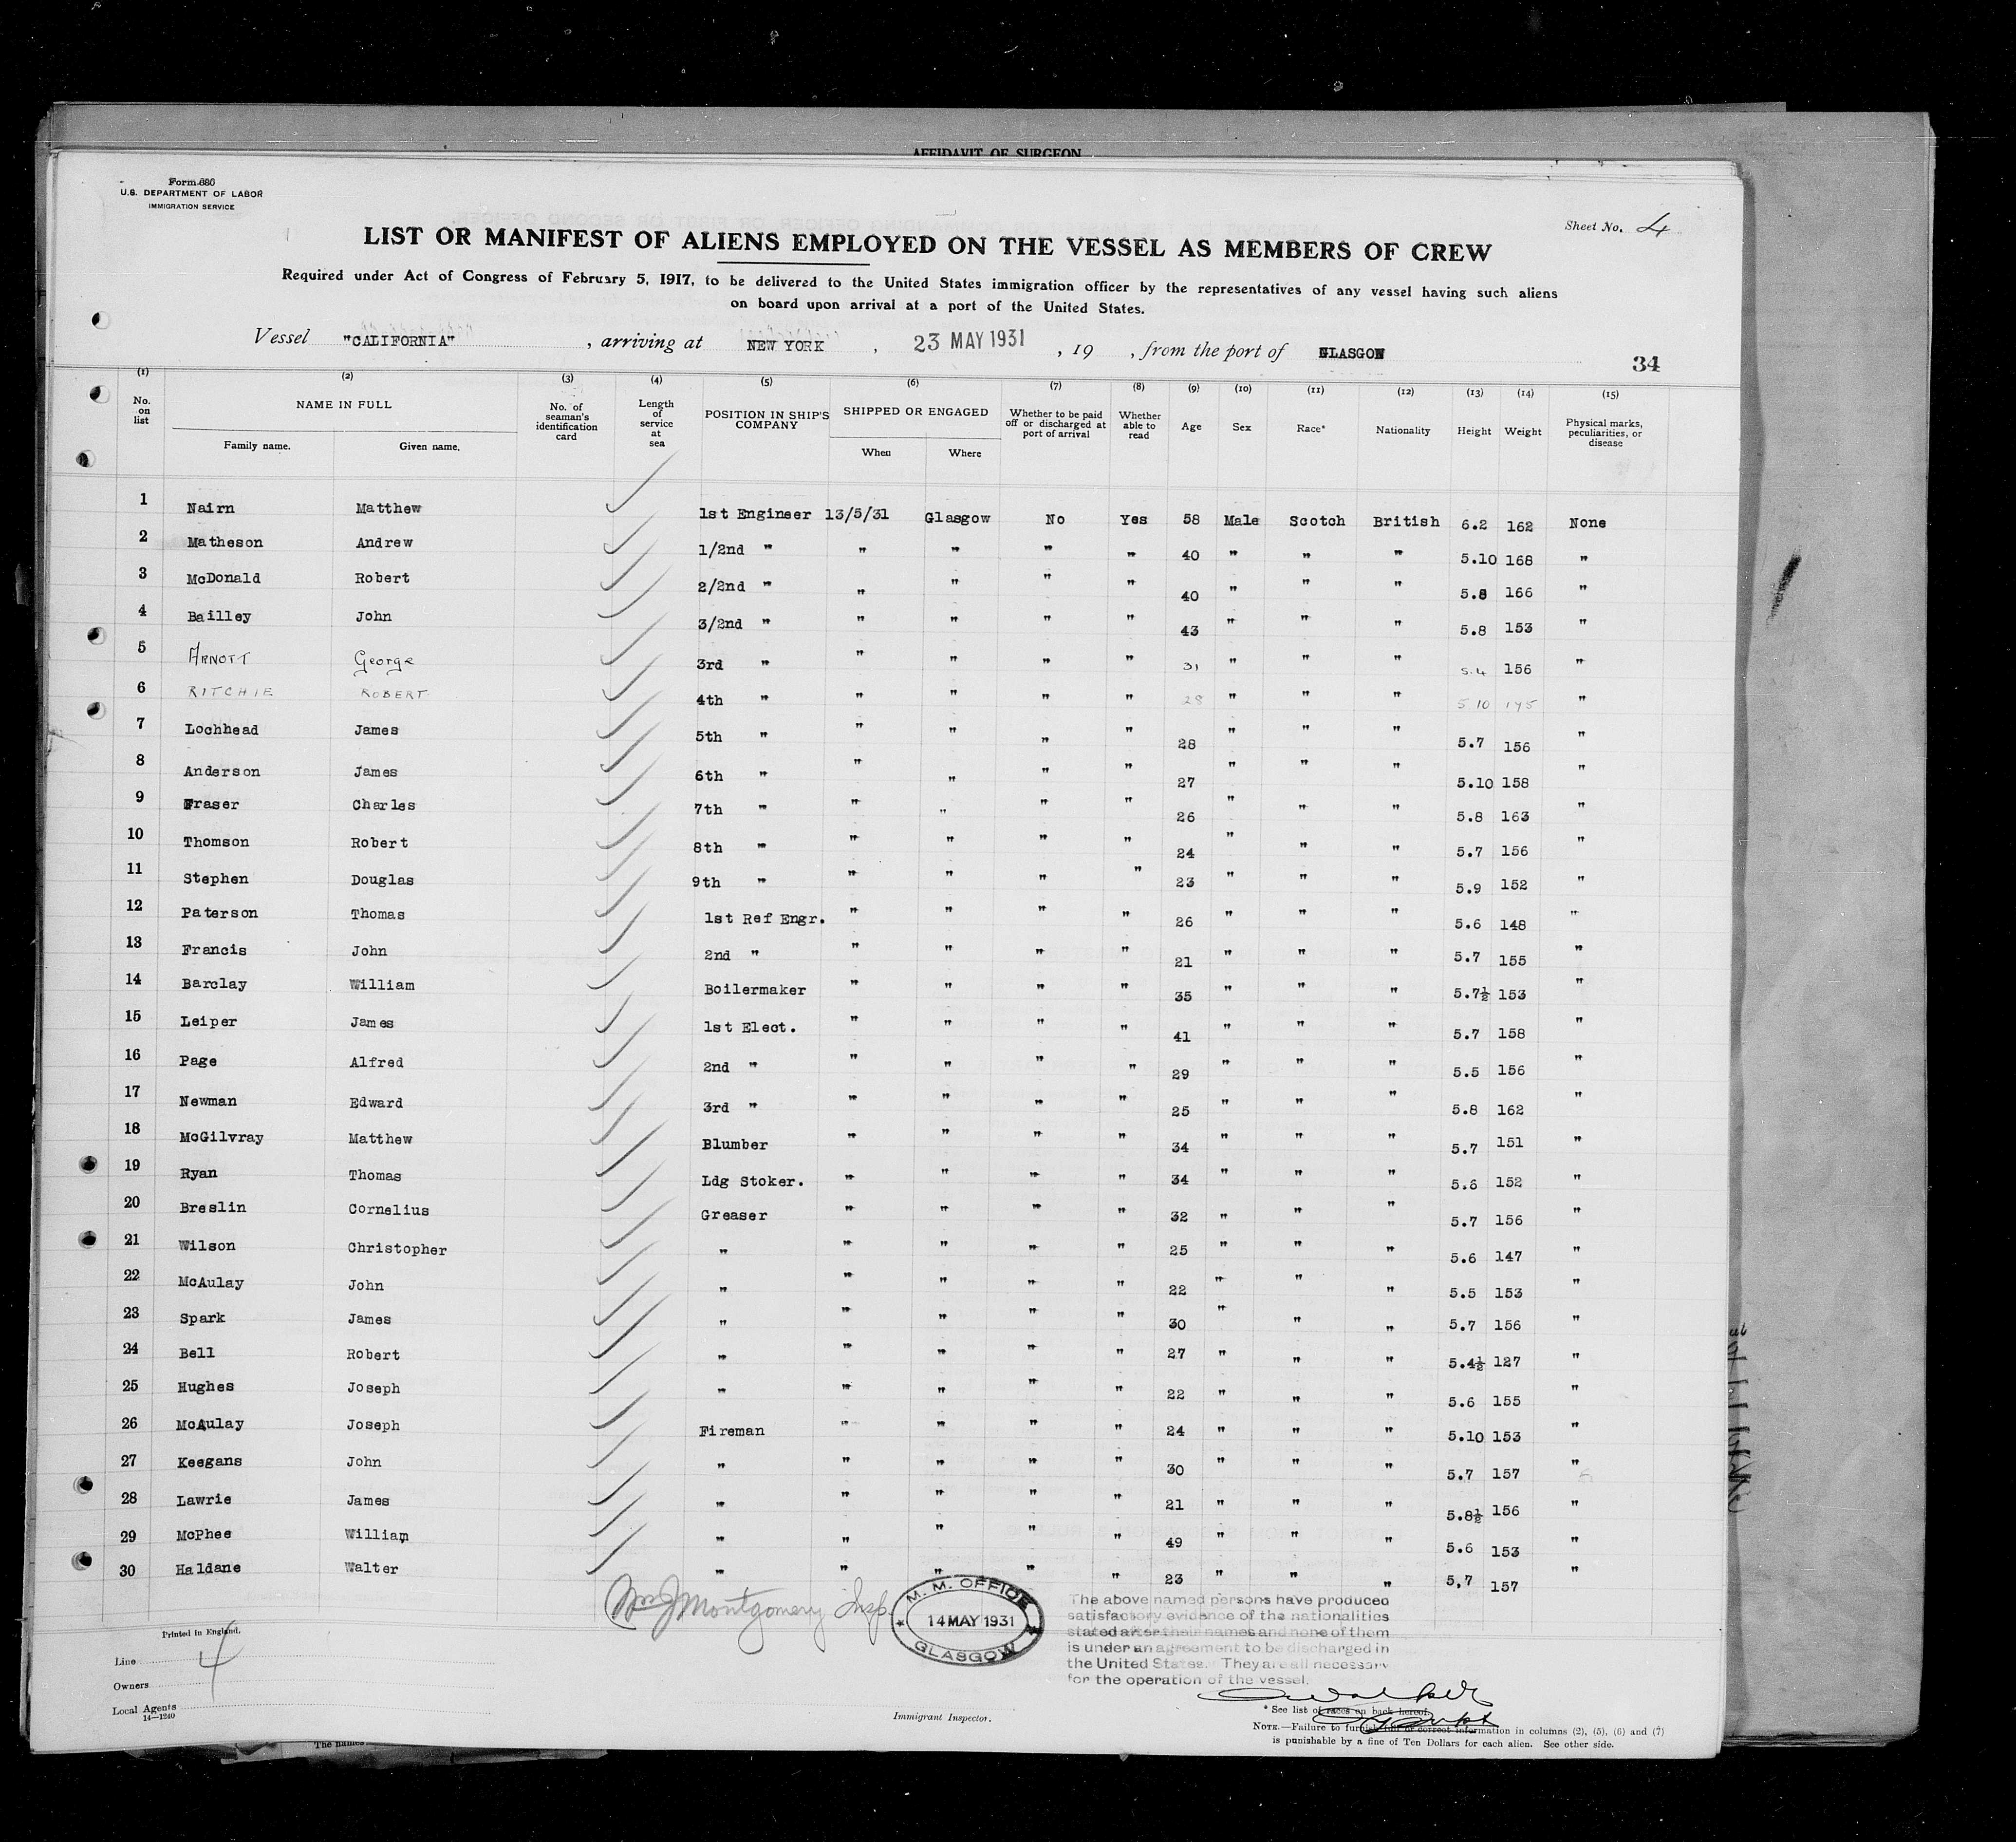 AFFIDAVIT OF SURGEON
Form 686
U.S. DEPARTMENT OF LABOR
IMMIGRATION SERVICE
Sheet No. 4
LIST OR MANIFEST OF ALIENS EMPLOYED ON THE VESSEL AS MEMBERS OF CREW
Required under Act of Congress of February 5, 1917, to be delivered to the United States immigration officer by the representatives of any vessel having such aliens
on board upon arrival at a port of the United States.
Vessel "CALIFORNIA", arriving at NEW YORK, 23 MAY 1931, 19 , from the port of GLASGOW
34
(1) (2) (3) (4) (5) (6) (7) (8) (9) (10) (11) (12) (13) (14) (15)
No. on list NAME IN FULL Family name. Given name. No. of seaman's identification card Length of service at sea POSITION IN SHIP'S COMPANY SHIPPED OR ENGAGED When Where Whether to be paid off or discharged at port of arrival Whether able to read Age Sex Race* Nationality Height Weight Physical marks, peculiarities, or disease
1 Nairn Matthew 1st Engineer 13/5/31 Glasgow No Yes 58 Male Scotch British 6.2 162 None
2 Matheson Andrew 1/2nd " " " " " 40 " " " 5.10 168 "
3 McDonald Robert 2/2nd " " " " " 40 " " " 5.8 166 "
4 Bailley John 3/2nd " " " " " 43 " " " 5.8 153 "
5 ARNOTT George 3rd " " " " " 31 " " " 5.4 156 "
6 RITCHIE ROBERT 4th " " " " " 28 " " " 5 10 "
7 Lochhead James 5th " " " " " 28 " " " 5.7 156 "
8 Anderson James 6th " " " " " 27 " " " 5.10 158 "
9 Fraser Charles 7th " " " " " 26 " " " 5.8 163 "
10 Thomson Robert 8th " " " " " 24 " " " 5.7 156 "
11 Stephen Douglas 9th " " " " " 23 " " " 5.9 152 "
12 Paterson Thomas 1st Ref Engr. " " " " 26 " " " 5.6 148 "
13 Francis John 2nd " " " " " 21 " " " 5.7 155 "
14 Barclay William Boilermaker " " " " 35 " " " 5.7½ 153 "
15 Leiper James 1st Elect. " " " " 41 " " " 5.7 158 "
16 Page Alfred 2nd " " " " " 29 " " " 5.5 156 "
17 Newman Edward 3rd " " " " " 25 " " " 5.8 162 "
18 McGilvray Matthew Blumber " " " " 34 " " " 5.7 151 "
19 Ryan Thomas Ldg Stoker. " " " " 34 " " " 5.6 152 "
20 Breslin Cornelius Greaser " " " " 32 " " " 5.7 156 "
21 Wilson Christopher " " " " " 25 " " " 5.6 147 "
22 McAulay John " " " " " 22 " " " 5.5 153 "
23 Spark James " " " " " 30 " " " 5.7 156 "
24 Bell Robert " " " " " 27 " " " 5.4½ 127 "
25 Hughes Joseph " " " " " 22 " " " 5.6 155 "
26 McAulay Joseph Fireman " " " " 24 " " " 5.10 153 "
27 Keegans John " " " " " 30 " " " 5.7 157 "
28 Lawrie James " " " " " 21 " " " 5.8½ 156 "
29 McPhee William " " " " " 49 " " " 5.6 153 "
30 Haldane Walter " " " " " 23 " " " 5,7 157 "
Wm J Montgomery Insp.
M. M. OFFICE
14 MAY 1931
GLASGOW
The above named persons have produced
satisfactory evidence of the nationalities
stated after their names and none of them
is under an agreement to be discharged in
the United States. They are all necessary
for the operation of the vessel.
Printed in England.
Line 4
Owners
Local Agents
14—1240
Immigrant Inspector.
* See list of races on back hereof.
NOTE.—Failure to furnish full or correct information in columns (2), (5), (6) and (7)
is punishable by a fine of Ten Dollars for each alien. See other side.
The names